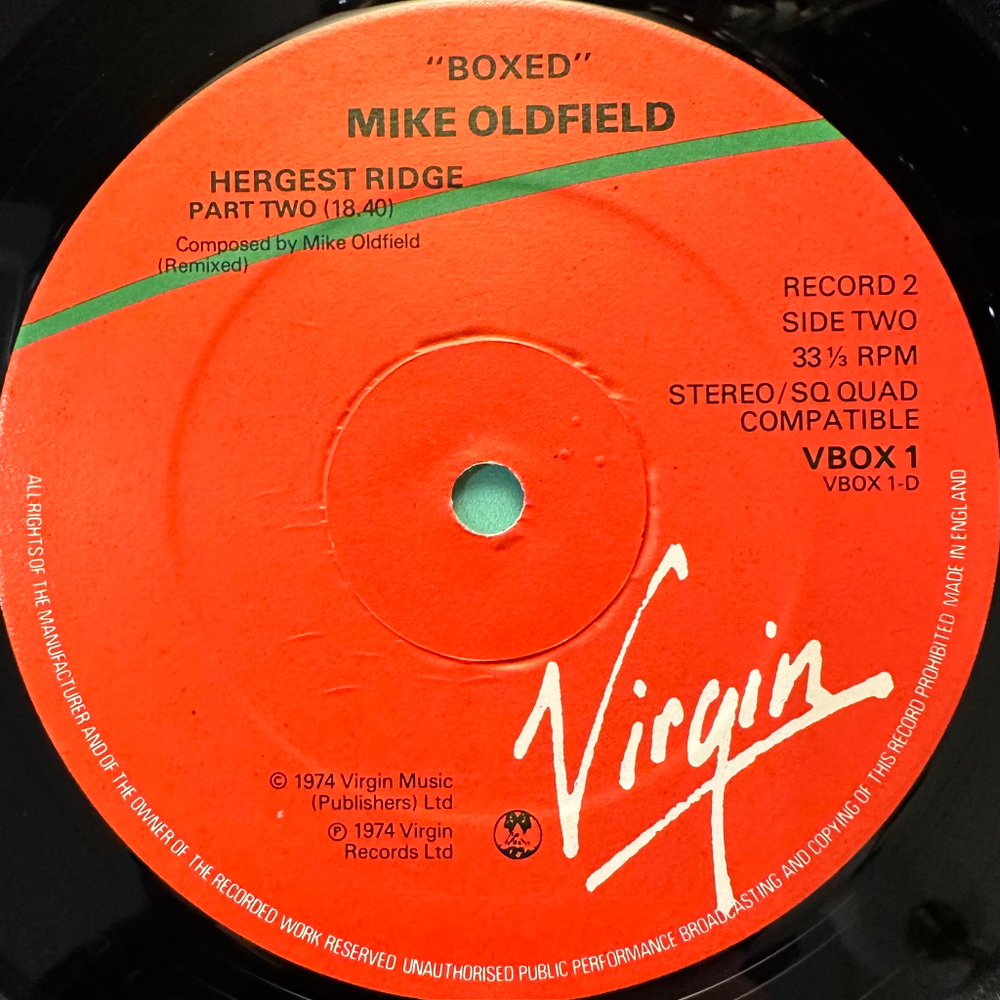 "BOXED"
MIKE OLDFIELD
HERGEST RIDGE
PART TWO (18.40)
Composed by Mike Oldfield
(Remixed)
RECORD 2
SIDE TWO
33⅓ RPM
STEREO/SQ QUAD
COMPATIBLE
VBOX 1
VBOX 1-D
Virgin
© 1974 Virgin Music
(Publishers) Ltd
℗ 1974 Virgin
Records Ltd
ALL RIGHTS OF THE MANUFACTURER AND OF THE OWNER OF THE RECORDED WORK RESERVED UNAUTHORISED PUBLIC PERFORMANCE BROADCASTING AND COPYING OF THIS RECORD PROHIBITED MADE IN ENGLAND